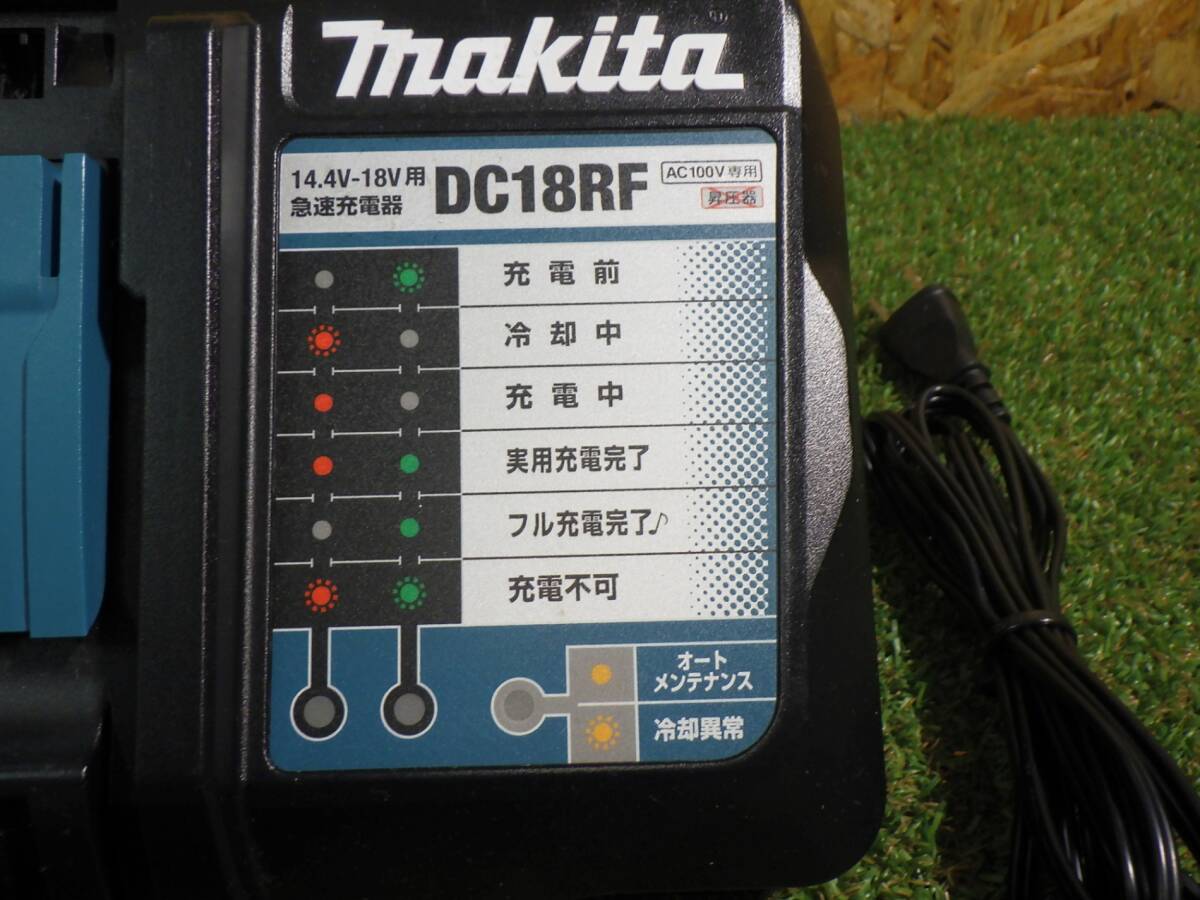 makita
14.4V-18V用
急速充電器
DC18RF
AC100V専用
昇圧器
充電前
冷却中
充電中
実用充電完了
フル充電完了♪
充電不可
オート
メンテナンス
冷却異常